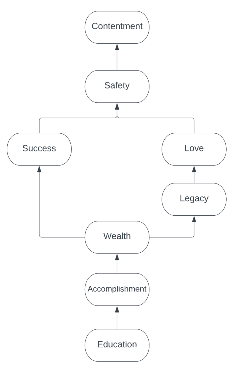 Contentment
Safety
Success
Love
Legacy
Wealth
Accomplishment
Education